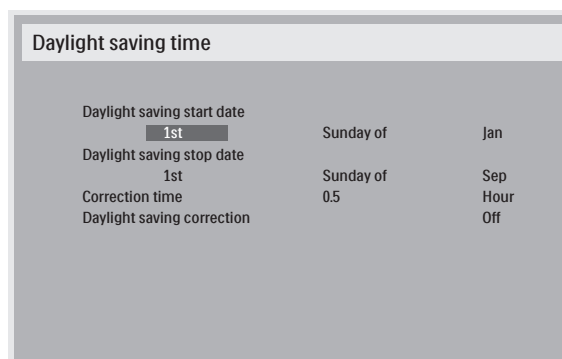 Daylight saving time
Daylight saving start date
1st Sunday of Jan
Daylight saving stop date
1st Sunday of Sep
Correction time 0.5 Hour
Daylight saving correction Off